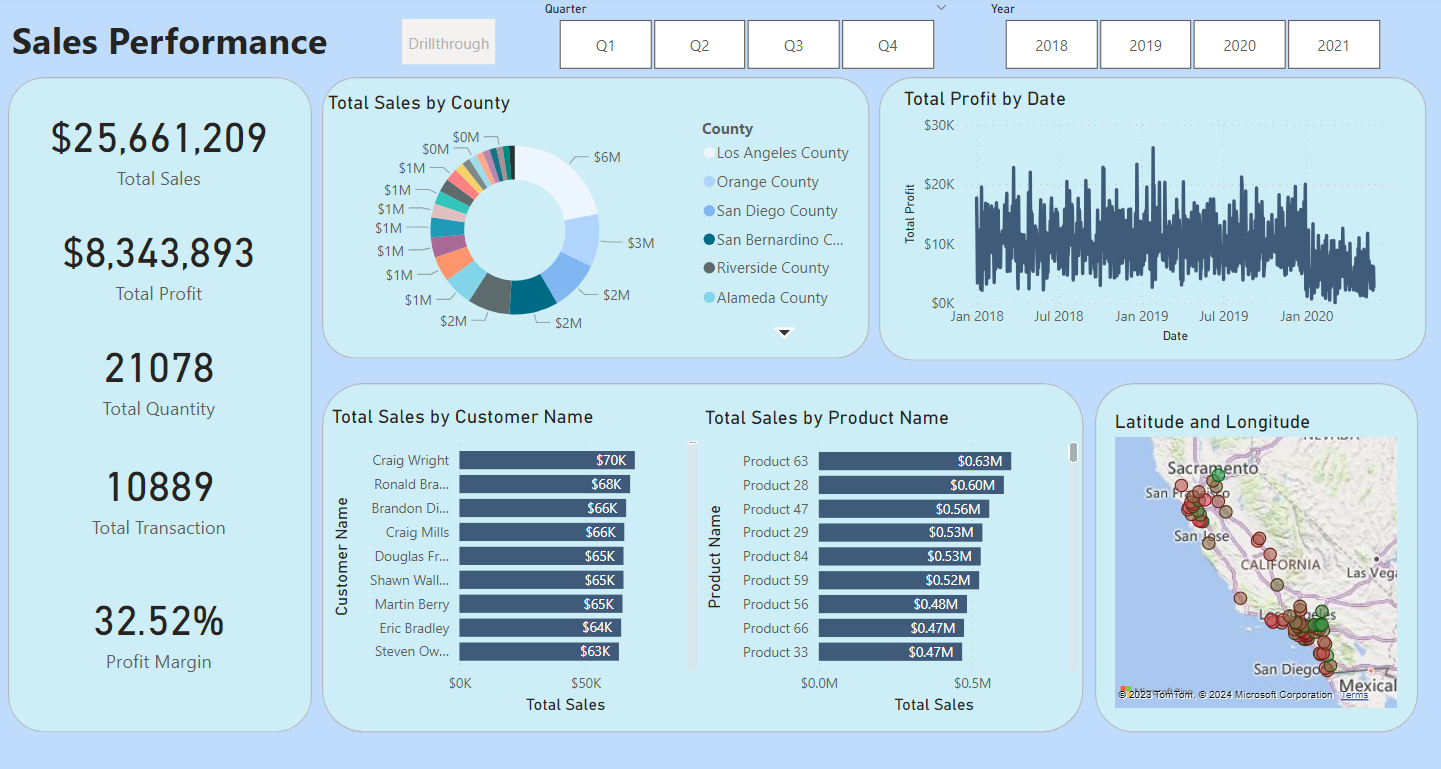 Quarter
Year
Sales Performance
Drillthrough
Q1
Q2
Q3
Q4
2018
2019
2020
2021
$25,661,209
Total Sales
$8,343,893
Total Profit
21078
Total Quantity
10889
Total Transaction
32.52%
Profit Margin
Total Sales by County
$0M
$0M
$1M
$1M
$1M
$1M
$1M
$1M
$1M
$2M
$2M
$2M
$3M
$6M
County
Los Angeles County
Orange County
San Diego County
San Bernardino C...
Riverside County
Alameda County
Total Profit by Date
Total Profit
$30K
$20K
$10K
$0K
Jan 2018
Jul 2018
Jan 2019
Jul 2019
Jan 2020
Date
Total Sales by Customer Name
Customer Name
Craig Wright
$70K
Ronald Bra...
$68K
Brandon Di...
$66K
Craig Mills
$66K
Douglas Fr...
$65K
Shawn Wall...
$65K
Martin Berry
$65K
Eric Bradley
$64K
Steven Ow...
$63K
$0K
$50K
Total Sales
Total Sales by Product Name
Product Name
Product 63
$0.63M
Product 28
$0.60M
Product 47
$0.56M
Product 29
$0.53M
Product 84
$0.53M
Product 59
$0.52M
Product 56
$0.48M
Product 66
$0.47M
Product 33
$0.47M
$0.0M
$0.5M
Total Sales
Latitude and Longitude
NEVADA
Sacramento
San Francisco
San Jose
CALIFORNIA
Las Vega
Los Angeles
San Diego
Mexical
Microsoft Bing
© 2023 TomTom, © 2024 Microsoft Corporation
Terms